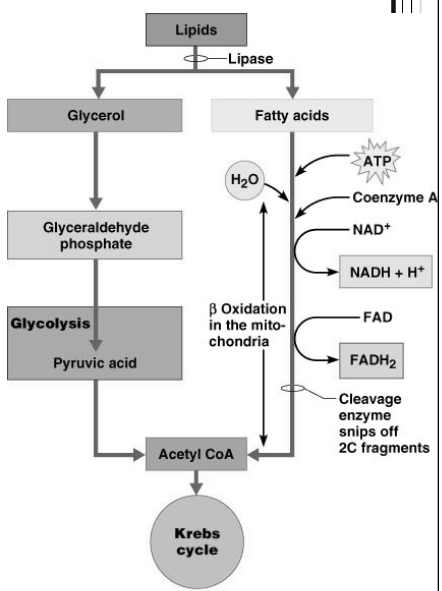 Lipids
Lipase
Glycerol
Fatty acids
H₂O
ATP
Coenzyme A
Glyceraldehyde
phosphate
NAD⁺
NADH + H⁺
β Oxidation
in the mito-
chondria
Glycolysis
Pyruvic acid
FAD
FADH₂
Cleavage
enzyme
snips off
2C fragments
Acetyl CoA
Krebs
cycle